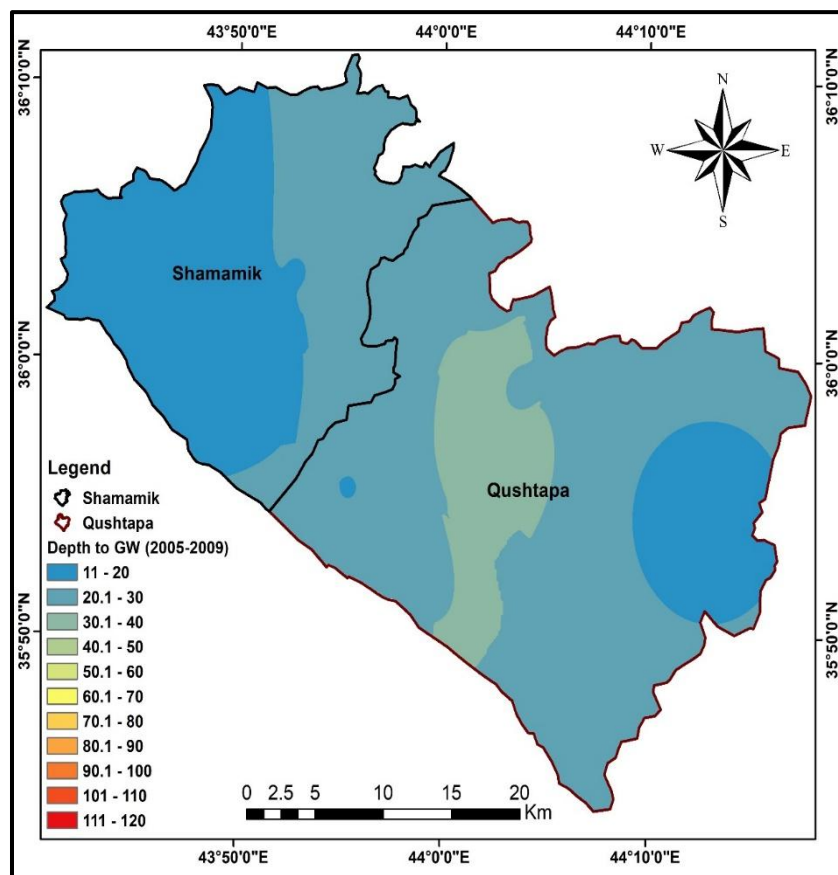 43°50'0"E 44°0'0"E 44°10'0"E
36°10'0"N
36°10'0"N
N
W E
S
Shamamik
36°0'0"N
36°0'0"N
Qushtapa
Legend
Shamamik
Qushtapa
Depth to GW (2005-2009)
11 - 20
20.1 - 30
30.1 - 40
40.1 - 50
50.1 - 60
60.1 - 70
70.1 - 80
80.1 - 90
90.1 - 100
101 - 110
111 - 120
35°50'0"N
35°50'0"N
0 2.5 5 10 15 20
Km
43°50'0"E 44°0'0"E 44°10'0"E